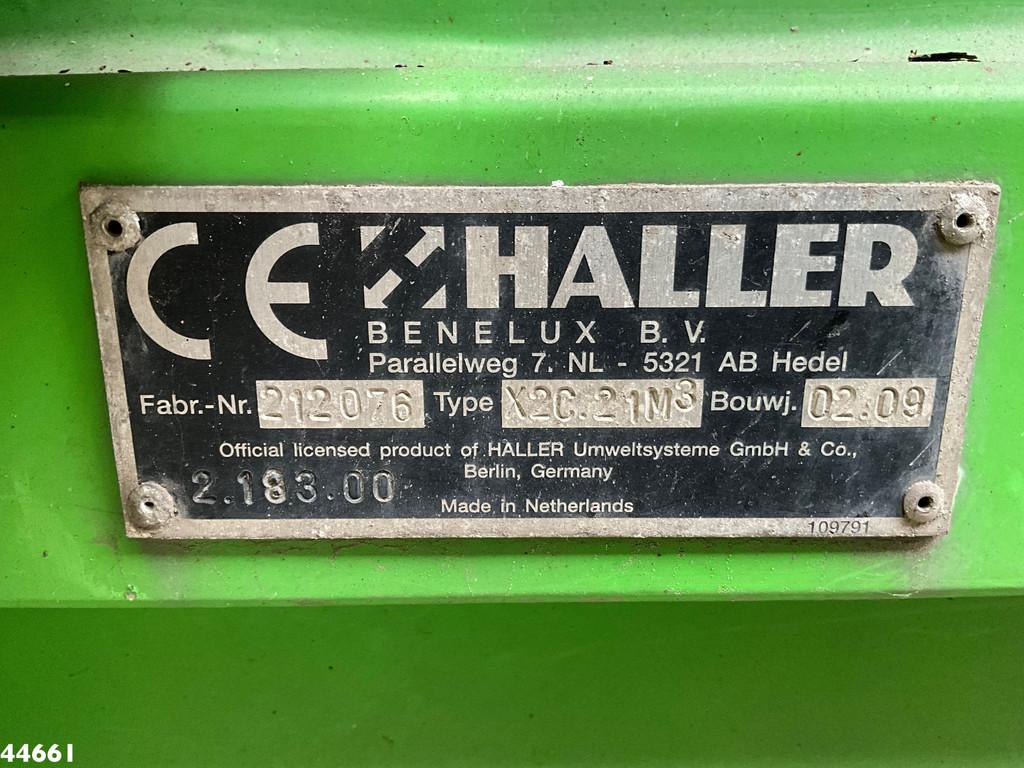 CE HALLER
BENELUX B.V.
Parallelweg 7. NL - 5321 AB Hedel
Fabr.-Nr. 212076 Type X2C.21M³ Bouwj. 02.09
Official licensed product of HALLER Umweltsysteme GmbH & Co.,
Berlin, Germany
2.183.00
Made in Netherlands
109791
44661